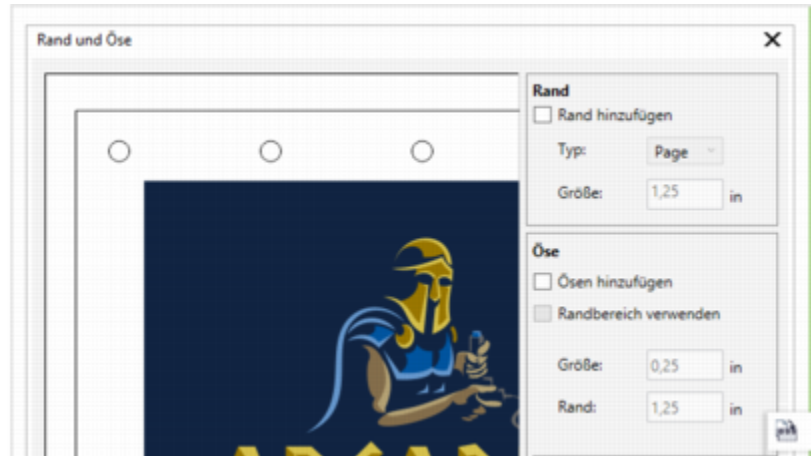 Rand und Öse
Rand
Rand hinzufügen
Typ: Page
Größe: 1,25 in
Öse
Ösen hinzufügen
Randbereich verwenden
Größe: 0,25 in
Rand: 1,25 in